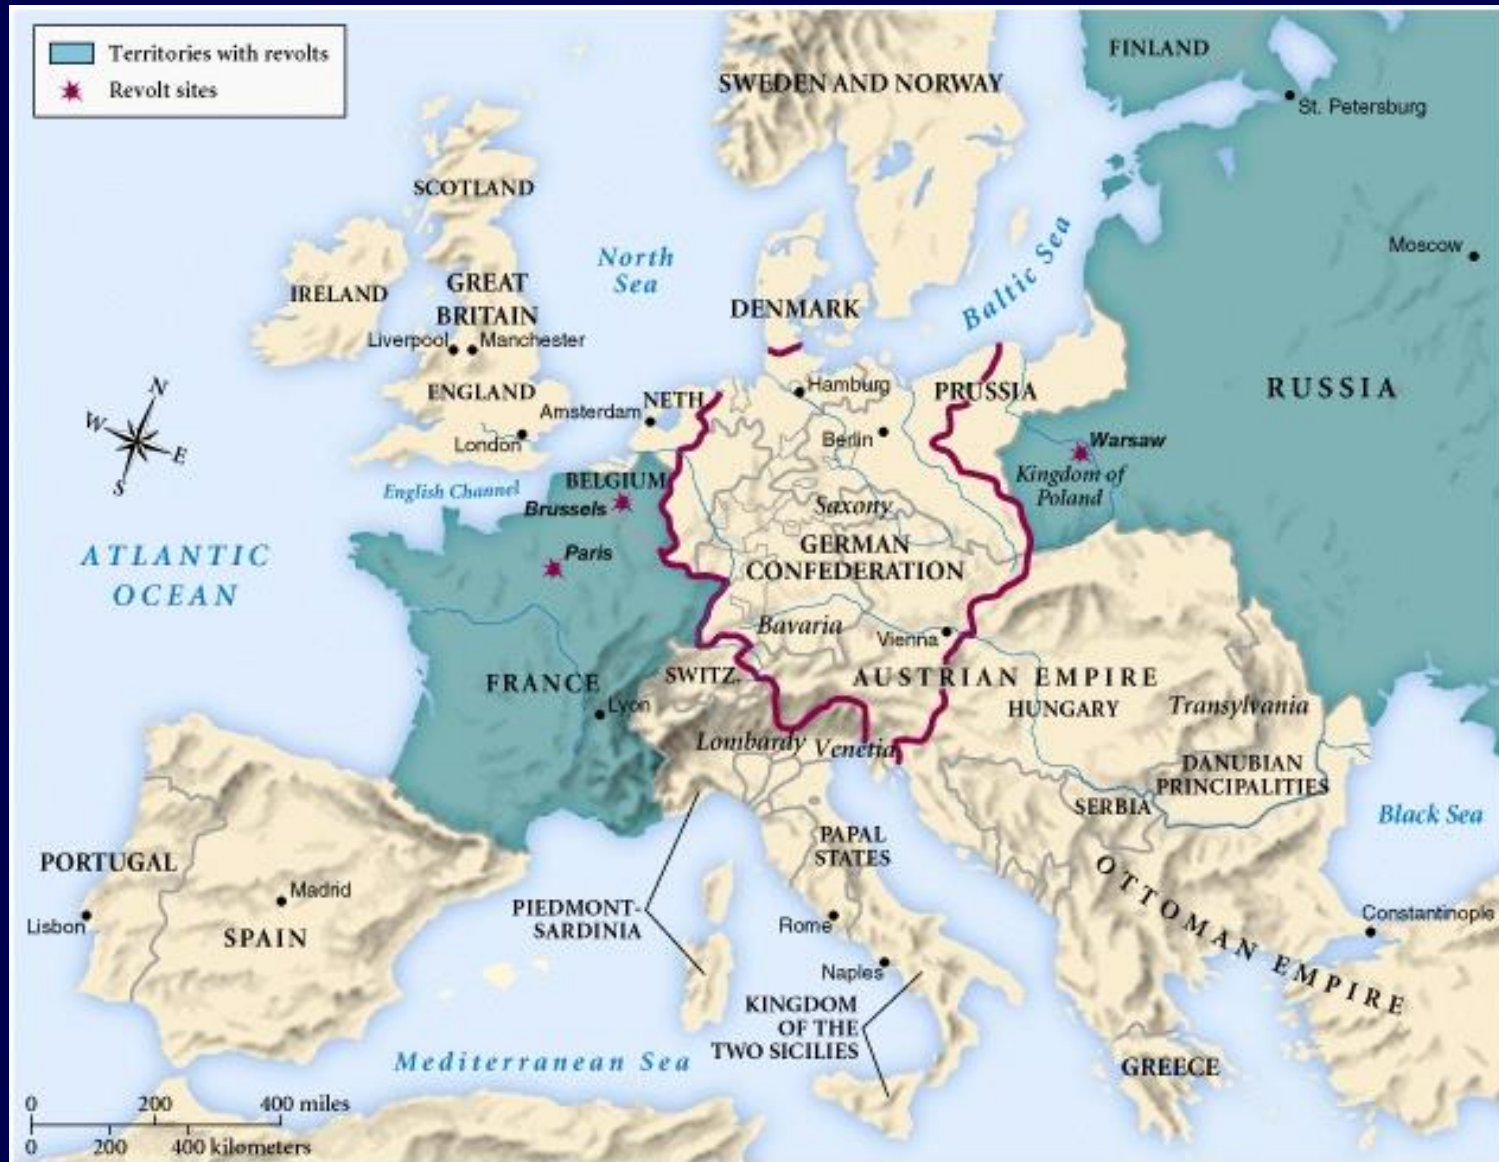 Territories with revolts
Revolt sites
FINLAND
SWEDEN AND NORWAY
St. Petersburg
SCOTLAND
Moscow
North
Sea
Baltic Sea
IRELAND
GREAT
BRITAIN
DENMARK
Liverpool
Manchester
RUSSIA
ENGLAND
NETH
Hamburg
PRUSSIA
Amsterdam
N
W
E
S
London
Berlin
Warsaw
Kingdom of
Poland
English Channel
BELGIUM
Brussels
Saxony
ATLANTIC
OCEAN
Paris
GERMAN
CONFEDERATION
Bavaria
Vienna
FRANCE
SWITZ.
AUSTRIAN EMPIRE
Lyon
HUNGARY
Transylvania
Lombardy
Venetia
DANUBIAN
PRINCIPALITIES
SERBIA
Black Sea
PORTUGAL
PAPAL
STATES
OTTOMAN EMPIRE
Madrid
Lisbon
SPAIN
PIEDMONT-
SARDINIA
Rome
Constantinople
Naples
KINGDOM
OF THE
TWO SICILIES
Mediterranean Sea
GREECE
0 200 400 miles
0 200 400 kilometers